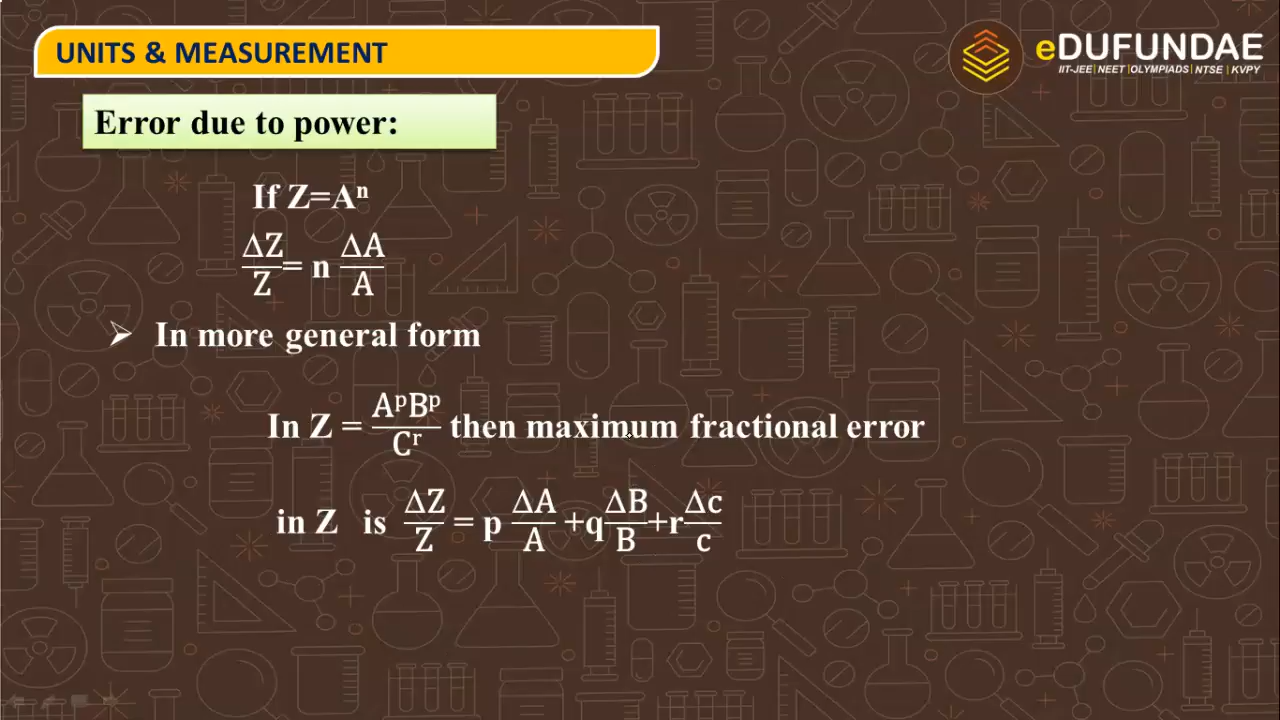 UNITS & MEASUREMENT
eDUFUNDAE
IIT-JEE|NEET |OLYMPIADS|NTSE | KVPY
Error due to power:
If Z=Aⁿ
ΔZ/Z = n ΔA/A
➢ In more general form
In Z = AᵖBᵖ/Cʳ then maximum fractional error
in Z is ΔZ/Z = p ΔA/A +q ΔB/B +r Δc/c